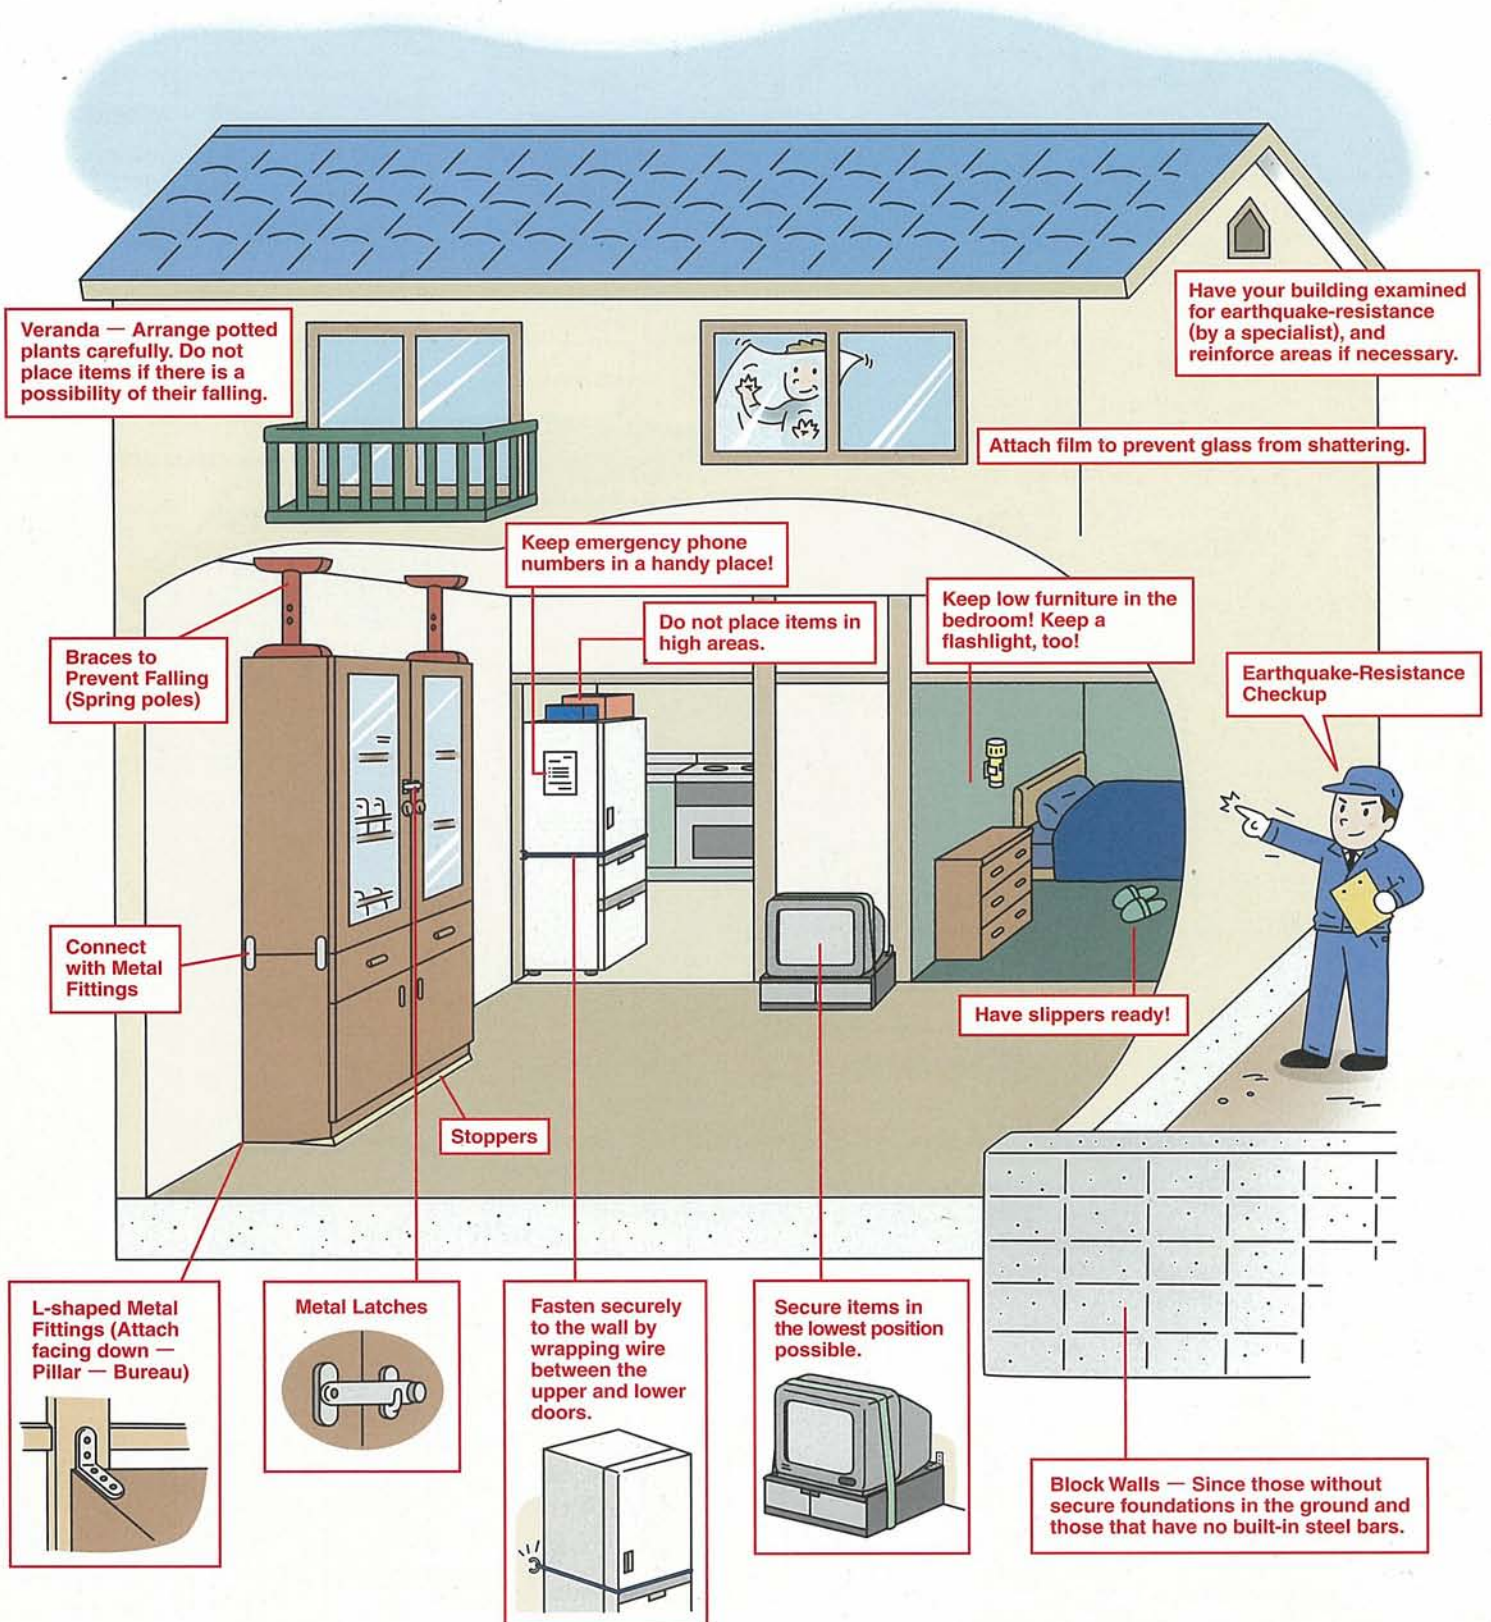 Veranda — Arrange potted
plants carefully. Do not
place items if there is a
possibility of their falling.
Have your building examined
for earthquake-resistance
(by a specialist), and
reinforce areas if necessary.
Attach film to prevent glass from shattering.
Keep emergency phone
numbers in a handy place!
Do not place items in
high areas.
Keep low furniture in the
bedroom! Keep a
flashlight, too!
Braces to
Prevent Falling
(Spring poles)
Earthquake-Resistance
Checkup
Connect
with Metal
Fittings
Have slippers ready!
Stoppers
L-shaped Metal
Fittings (Attach
facing down —
Pillar — Bureau)
Metal Latches
Fasten securely
to the wall by
wrapping wire
between the
upper and lower
doors.
Secure items in
the lowest position
possible.
Block Walls — Since those without
secure foundations in the ground and
those that have no built-in steel bars.